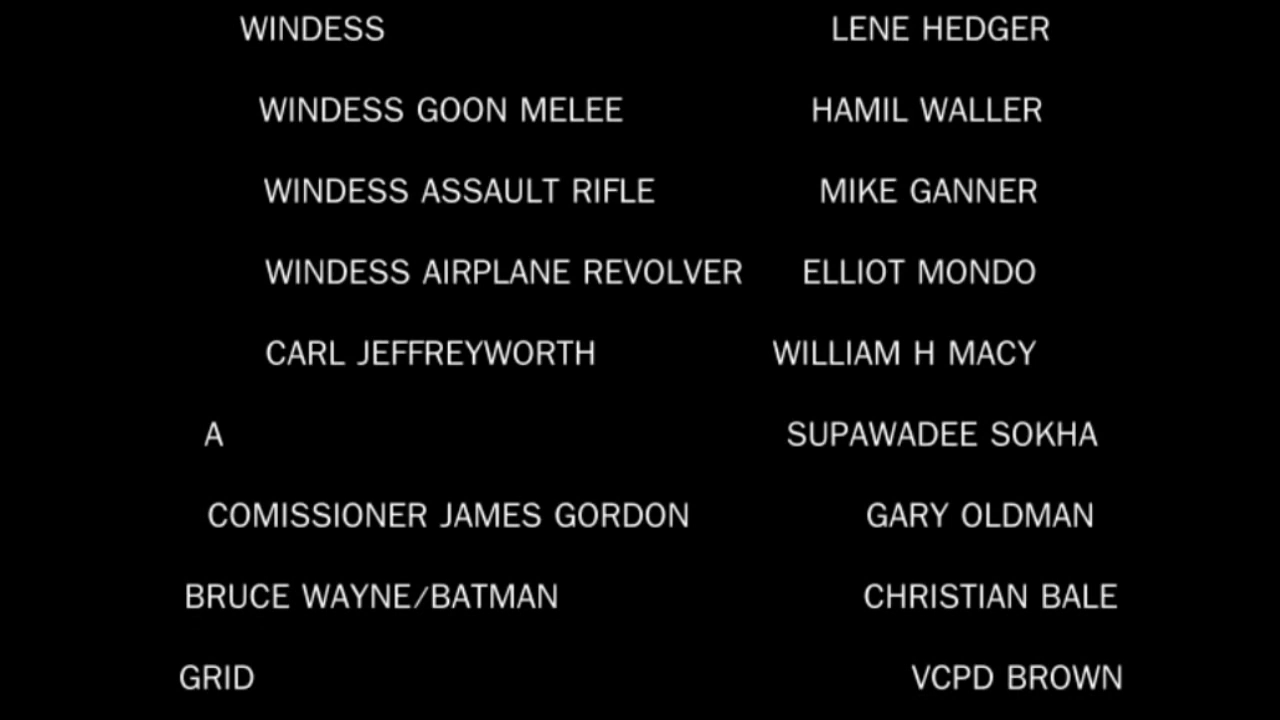 WINDESS LENE HEDGER
WINDESS GOON MELEE HAMIL WALLER
WINDESS ASSAULT RIFLE MIKE GANNER
WINDESS AIRPLANE REVOLVER ELLIOT MONDO
CARL JEFFREYWORTH WILLIAM H MACY
A SUPAWADEE SOKHA
COMISSIONER JAMES GORDON GARY OLDMAN
BRUCE WAYNE/BATMAN CHRISTIAN BALE
GRID VCPD BROWN